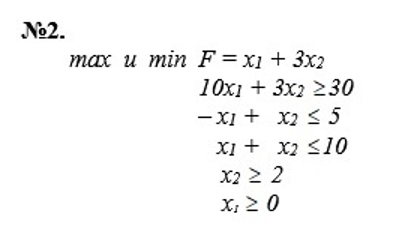 №2.
max и min F = x₁ + 3x₂
10x₁ + 3x₂ ≥30
−x₁ + x₂ ≤ 5
x₁ + x₂ ≤10
x₂ ≥ 2
x₁ ≥ 0